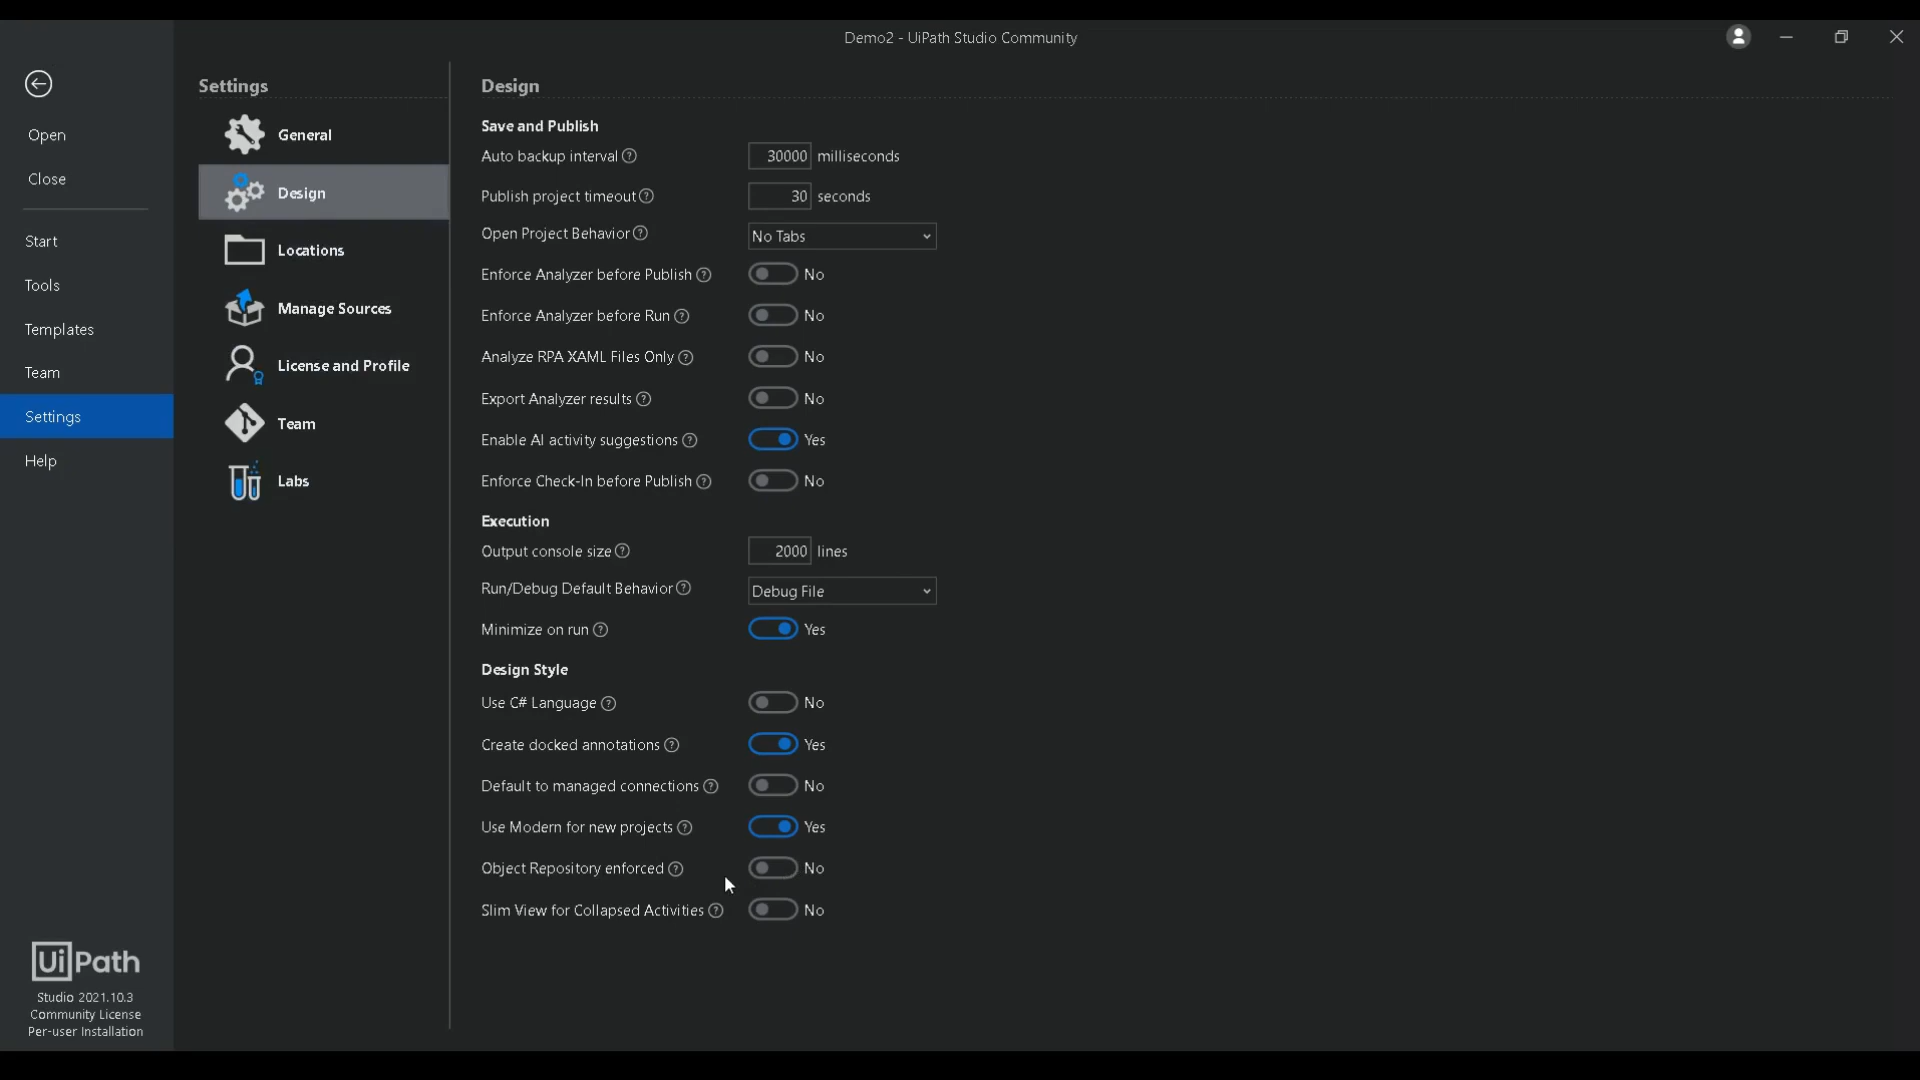 Demo2 - UiPath Studio Community
Open
Close
Start
Tools
Templates
Team
Settings
Help
UiPath
Studio 2021.10.3
Community License
Per-user Installation
Settings
General
Design
Locations
Manage Sources
License and Profile
Team
Labs
Design
Save and Publish
Auto backup interval 30000 milliseconds
Publish project timeout 30 seconds
Open Project Behavior No Tabs
Enforce Analyzer before Publish No
Enforce Analyzer before Run No
Analyze RPA XAML Files Only No
Export Analyzer results No
Enable AI activity suggestions Yes
Enforce Check-In before Publish No
Execution
Output console size 2000 lines
Run/Debug Default Behavior Debug File
Minimize on run Yes
Design Style
Use C# Language No
Create docked annotations Yes
Default to managed connections No
Use Modern for new projects Yes
Object Repository enforced No
Slim View for Collapsed Activities No